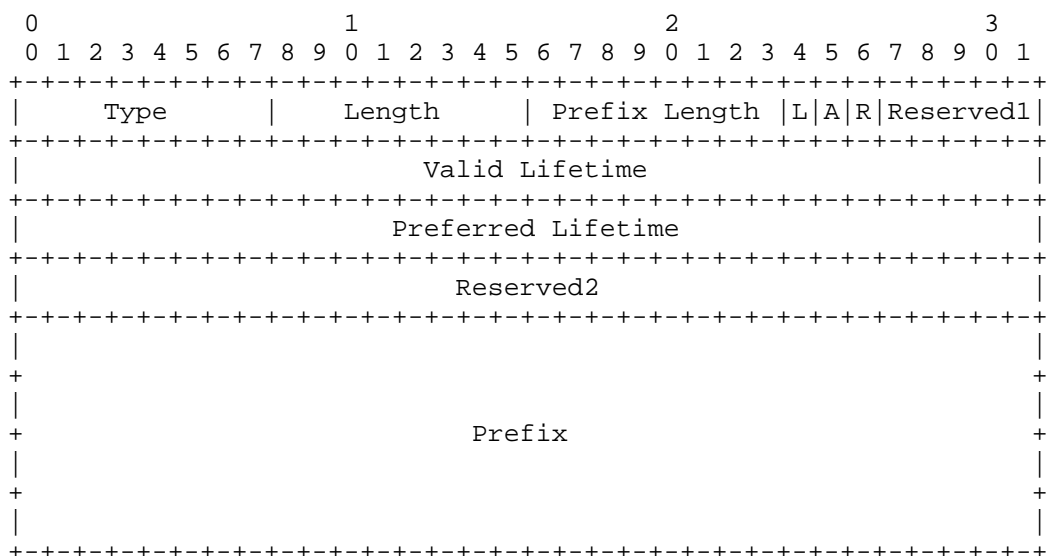 0                   1                   2                   3
0 1 2 3 4 5 6 7 8 9 0 1 2 3 4 5 6 7 8 9 0 1 2 3 4 5 6 7 8 9 0 1
+-+-+-+-+-+-+-+-+-+-+-+-+-+-+-+-+-+-+-+-+-+-+-+-+-+-+-+-+-+-+-+-+
|     Type      |    Length     | Prefix Length |L|A|R|Reserved1|
+-+-+-+-+-+-+-+-+-+-+-+-+-+-+-+-+-+-+-+-+-+-+-+-+-+-+-+-+-+-+-+-+
|                         Valid Lifetime                        |
+-+-+-+-+-+-+-+-+-+-+-+-+-+-+-+-+-+-+-+-+-+-+-+-+-+-+-+-+-+-+-+-+
|                       Preferred Lifetime                      |
+-+-+-+-+-+-+-+-+-+-+-+-+-+-+-+-+-+-+-+-+-+-+-+-+-+-+-+-+-+-+-+-+
|                           Reserved2                           |
+-+-+-+-+-+-+-+-+-+-+-+-+-+-+-+-+-+-+-+-+-+-+-+-+-+-+-+-+-+-+-+-+
|                                                               |
+                                                               +
|                                                               |
+                            Prefix                             +
|                                                               |
+                                                               +
|                                                               |
+-+-+-+-+-+-+-+-+-+-+-+-+-+-+-+-+-+-+-+-+-+-+-+-+-+-+-+-+-+-+-+-+